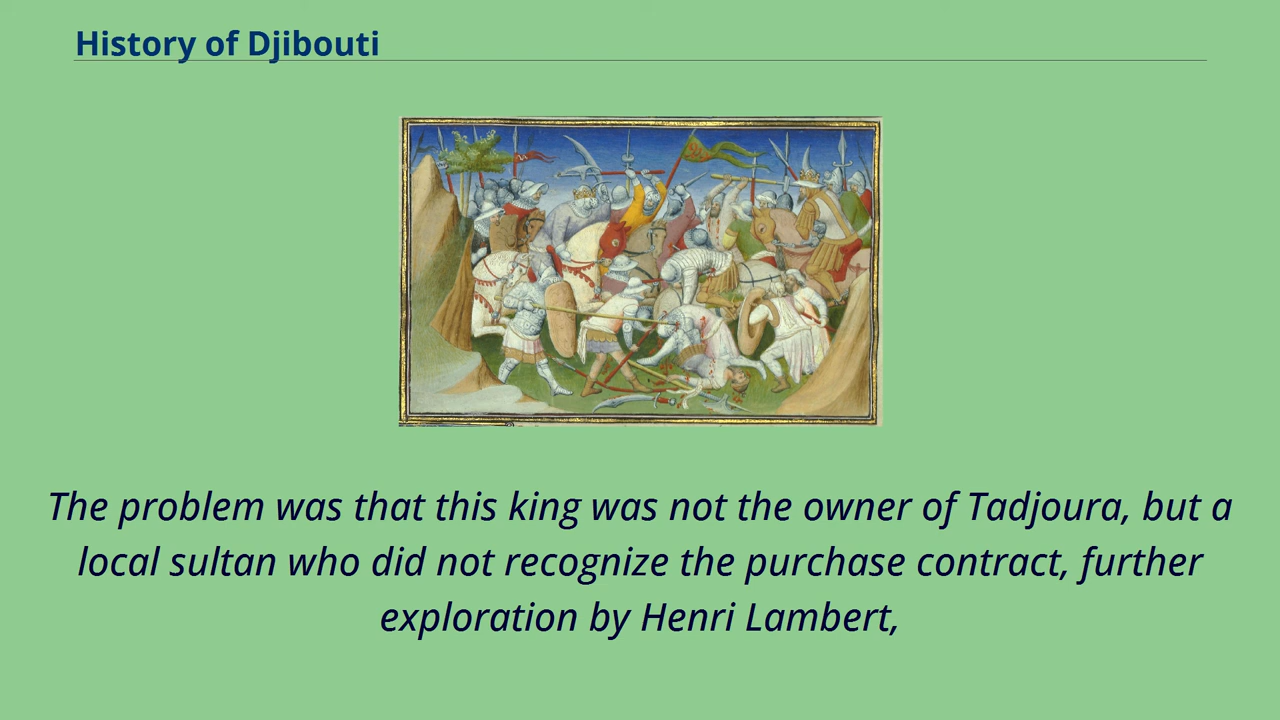 History of Djibouti
The problem was that this king was not the owner of Tadjoura, but a
local sultan who did not recognize the purchase contract, further
exploration by Henri Lambert,